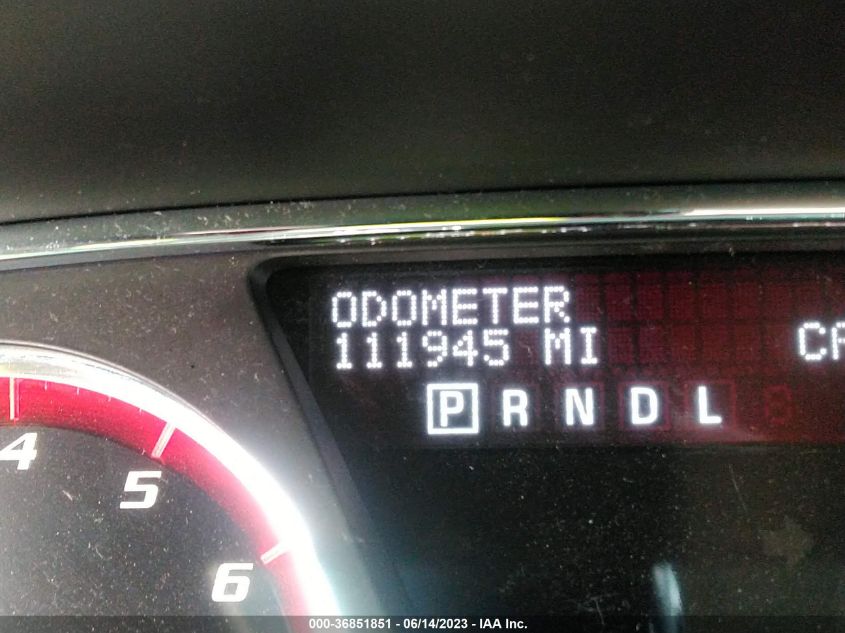 ODOMETER
111945 MI
P R N D L
4
5
6
000-36851851 - 06/14/2023 - IAA Inc.